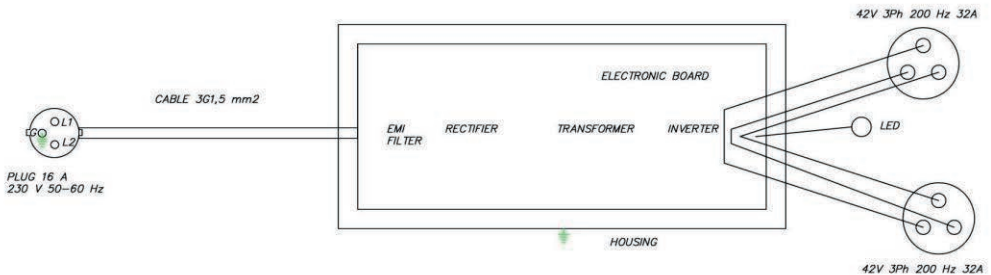 42V 3Ph 200 Hz 32A
ELECTRONIC BOARD
CABLE 3G1,5 mm2
L1
G
L2
EMI
FILTER
RECTIFIER
TRANSFORMER
INVERTER
LED
PLUG 16 A
230 V 50-60 Hz
HOUSING
42V 3Ph 200 Hz 32A